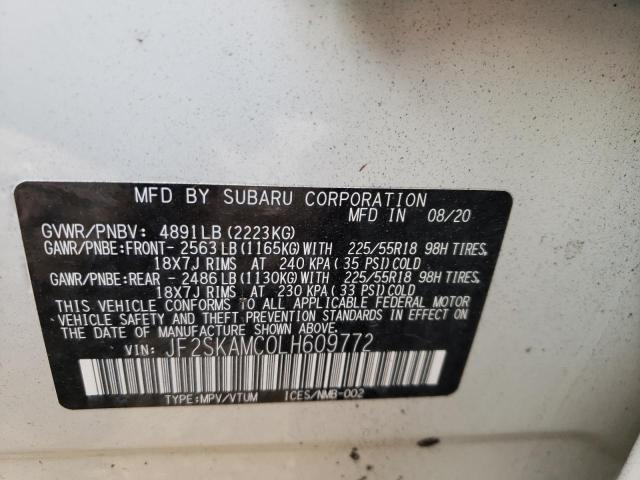 MFD BY SUBARU CORPORATION
MFD IN 08/20
GVWR/PNBV: 4891LB (2223KG)
GAWR/PNBE:FRONT- 2563LB(1165KG)WITH 225/55R18 98H TIRES,
18X7J RIMS AT 240 KPA(35 PSI)COLD
GAWR/PNBE:REAR - 2486LB(1130KG)WITH 225/55R18 98H TIRES,
18X7J RIMS AT 230 KPA(33 PSI)COLD
THIS VEHICLE CONFORMS TO ALL APPLICABLE FEDERAL MOTOR
VEHICLE SAFETY AND THEFT PREVENTION STANDARDS IN EFFECT
ON THE DATE OF MANUFACTURE SHOWN ABOVE.
VIN: JF2SKAMC0LH609772
TYPE:MPV/VTUM ICES/NMB-002